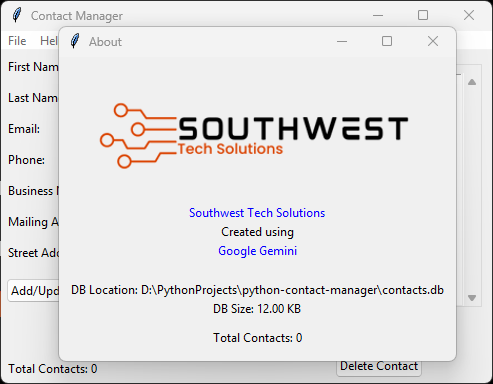 Contact Manager
File
About
First Nam
Last Nam
Email:
Phone:
Mailing A
SOUTHWEST
Tech Solutions
Southwest Tech Solutions
Created using
Google Gemini
DB Location: D:\PythonProjects\python-contact-manager\contacts.db
DB Size: 12.00 KB
Total Contacts: 0
Business
Street Add
Add/Upd
Total Contacts: 0
Delete Contact